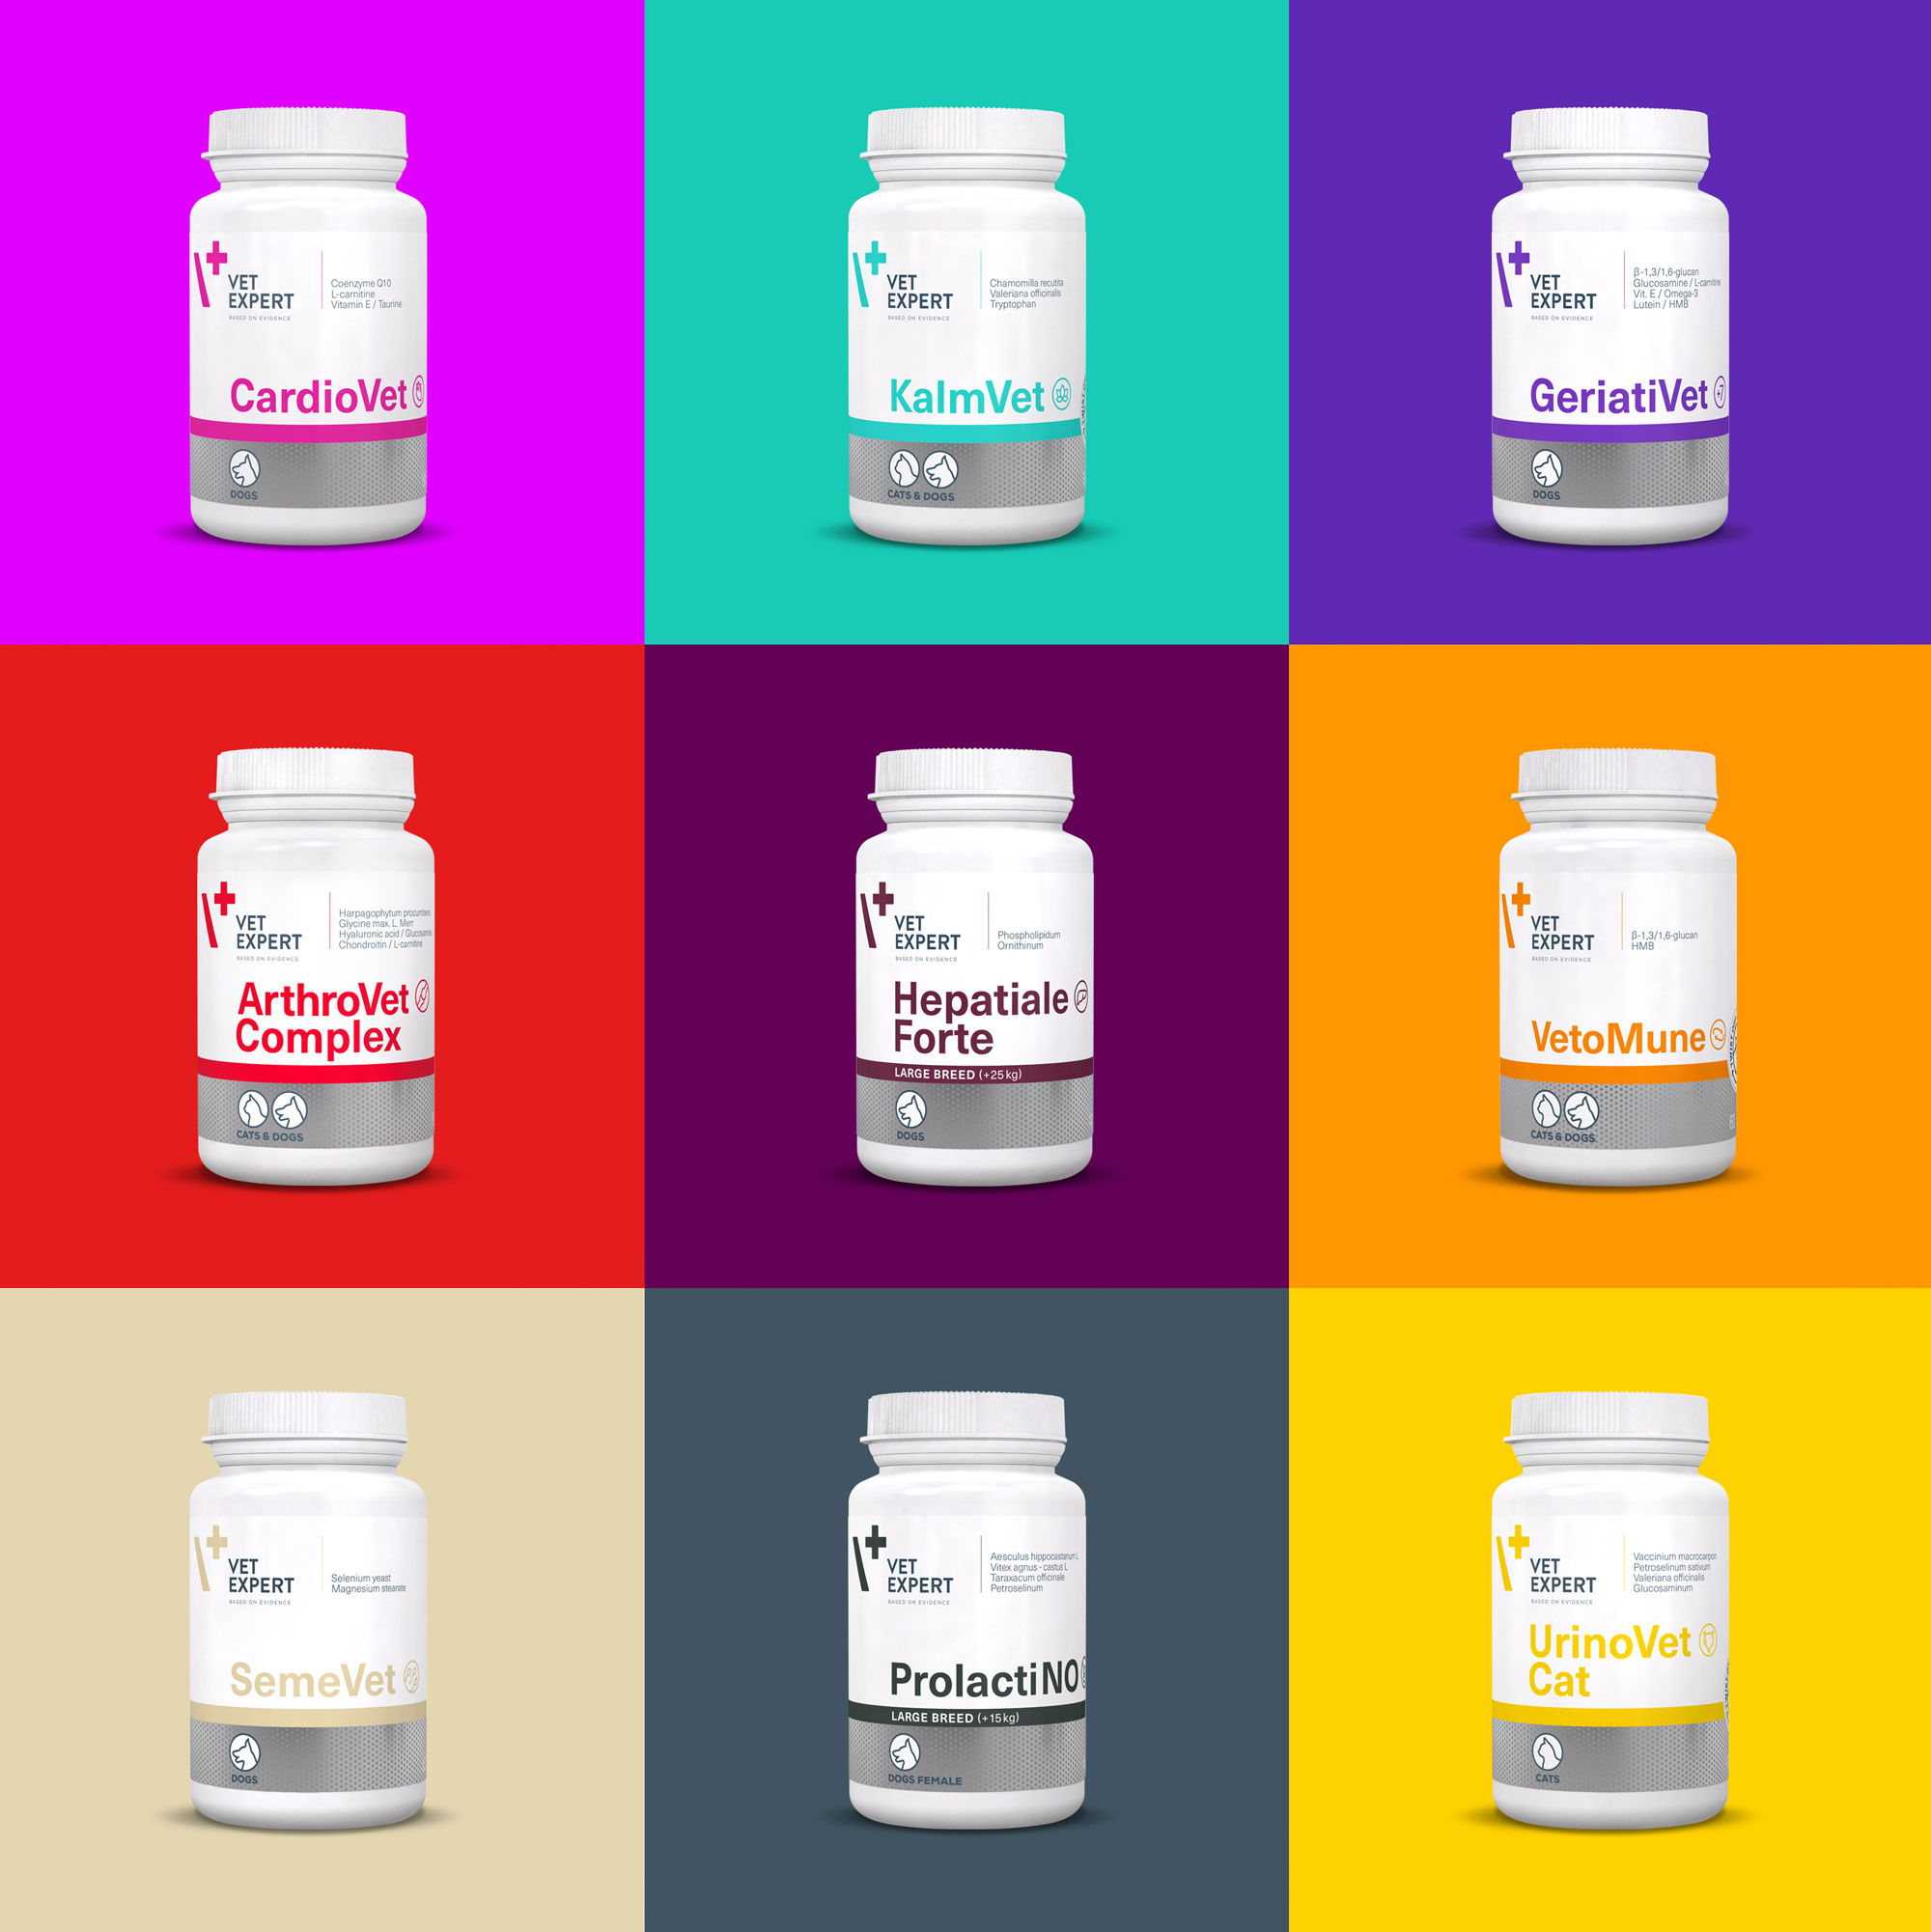 VET
EXPERT
BASED ON EVIDENCE
Coenzyme Q10
L-carnitine
Vitamin E / Taurine
CardioVet
DOGS
VET
EXPERT
BASED ON EVIDENCE
Chamomilla recutita
Valeriana officinalis
Tryptophan
KalmVet
CATS & DOGS
VET
EXPERT
BASED ON EVIDENCE
β-1,3/1,6-glucan
Glucosamine / L-carnitine
Vit. E / Omega-3
Lutein / HMB
GeriatiVet
DOGS
VET
EXPERT
BASED ON EVIDENCE
Harpagophytum procumbens
Glycine max. L. Merr
Hyaluronic acid / Glucosamine
Chondroitin / L-carnitine
ArthroVet
Complex
CATS & DOGS
VET
EXPERT
BASED ON EVIDENCE
Phospholipidum
Ornithinum
Hepatiale
Forte
LARGE BREED (+25 kg)
DOGS
VET
EXPERT
BASED ON EVIDENCE
β-1,3/1,6-glucan
HMB
VetoMune
CATS & DOGS
VET
EXPERT
BASED ON EVIDENCE
Selenium yeast
Magnesium stearate
SemeVet
DOGS
VET
EXPERT
BASED ON EVIDENCE
Aesculus hippocastanum L
Vitex agnus - castus L
Taraxacum officinale
Petroselinum
ProlactiNO
LARGE BREED (+15 kg)
DOGS FEMALE
VET
EXPERT
BASED ON EVIDENCE
Vaccinium macrocarpon
Petroselinum sativum
Valeriana officinalis
Glucosaminum
UrinoVet
Cat
CATS